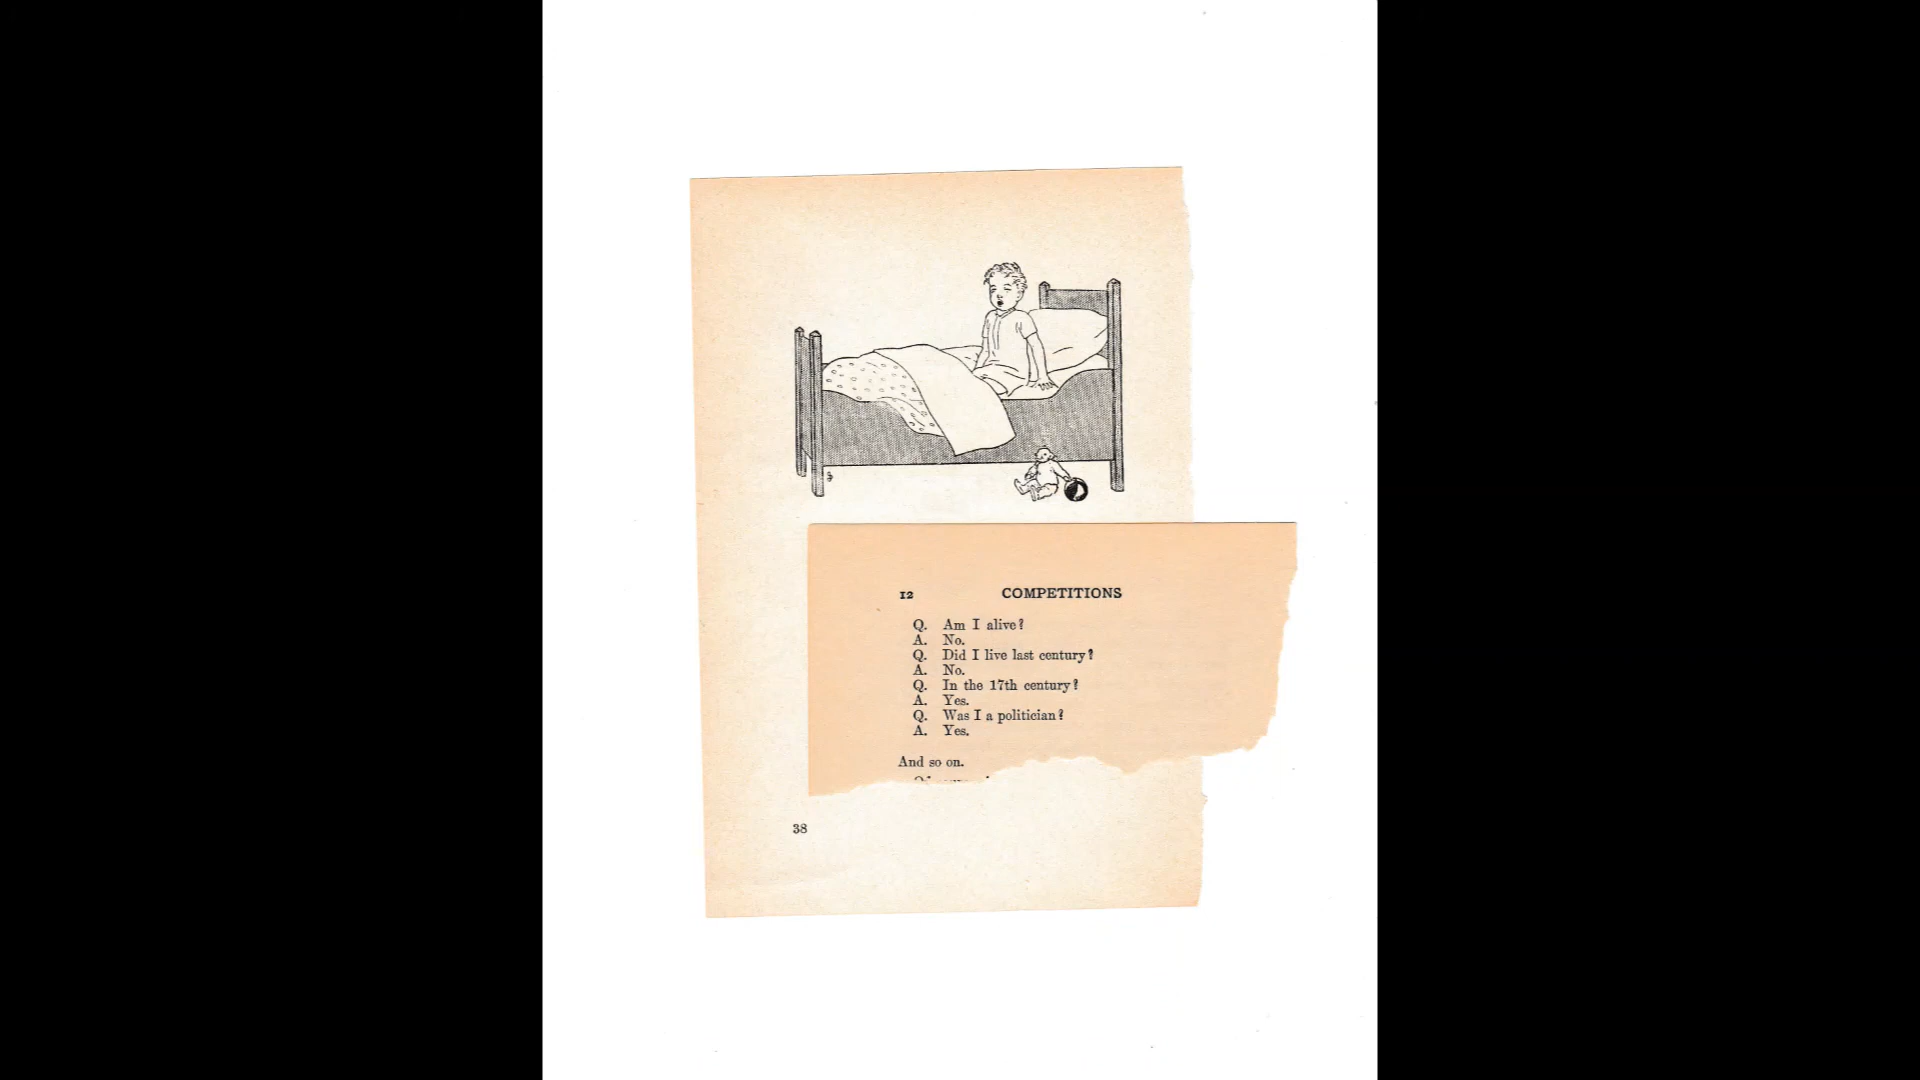 12 COMPETITIONS
Q. Am I alive?
A. No.
Q. Did I live last century?
A. No.
Q. In the 17th century?
A. Yes.
Q. Was I a politician?
A. Yes.
And so on.
38